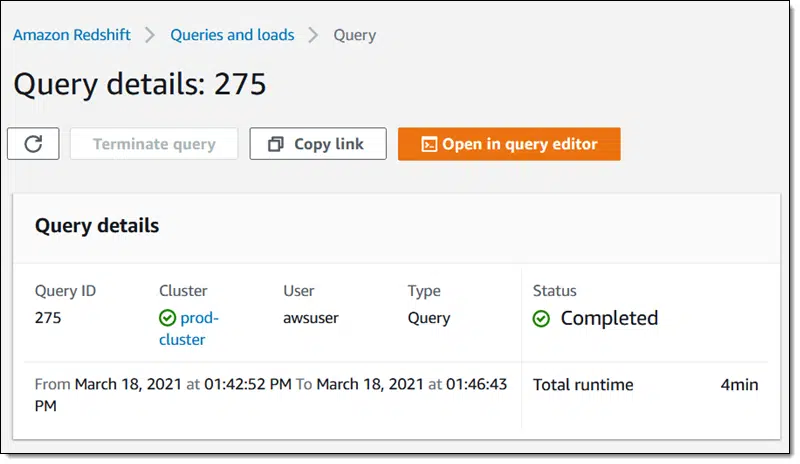 Amazon Redshift > Queries and loads > Query
Query details: 275
Terminate query Copy link Open in query editor
Query details
Query ID Cluster User Type Status
275 prod- awsuser Query Completed
cluster
From March 18, 2021 at 01:42:52 PM To March 18, 2021 at 01:46:43 Total runtime 4min
PM